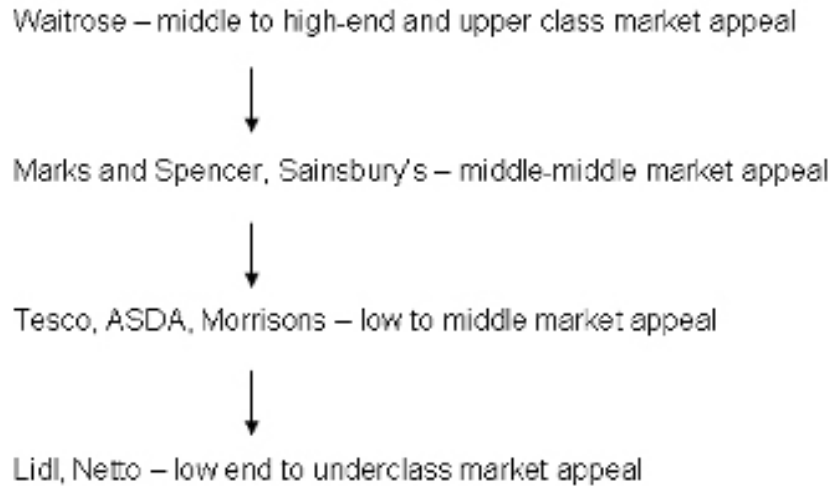 Waitrose – middle to high-end and upper class market appeal
Marks and Spencer, Sainsbury's – middle-middle market appeal
Tesco, ASDA, Morrisons – low to middle market appeal
Lidl, Netto – low end to underclass market appeal